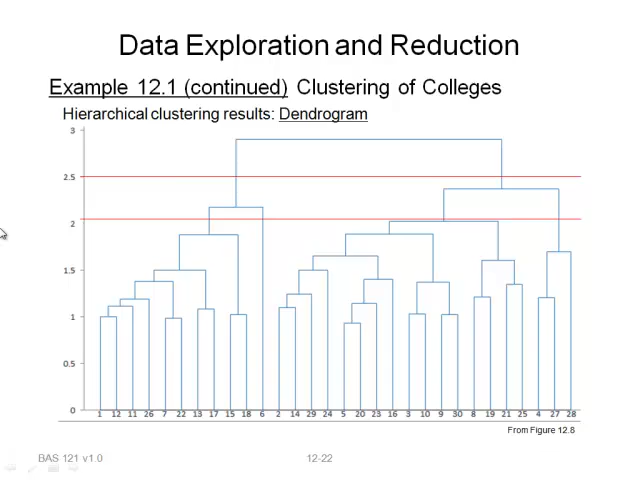 Data Exploration and Reduction
Example 12.1 (continued) Clustering of Colleges
Hierarchical clustering results: Dendrogram
3
2.5
2
1.5
1
0.5
0
1 12 11 26 7 22 13 17 15 18 6 2 14 29 24 5 20 23 16 3 10 9 30 8 19 21 25 4 27 28
From Figure 12.8
BAS 121 v1.0 12-22